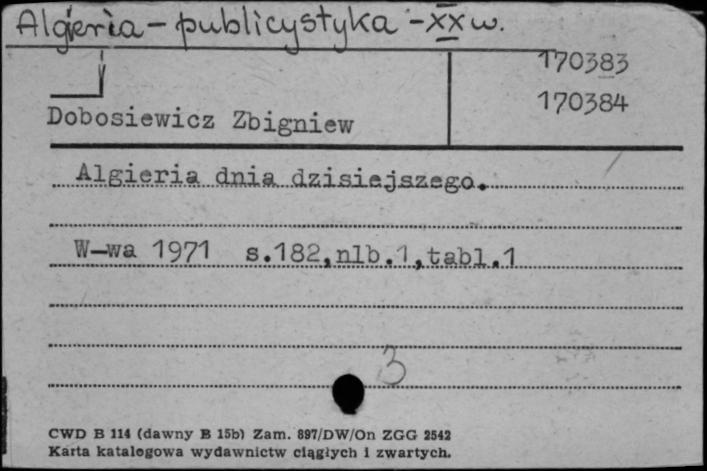 Algieria - publicystyka - XX w.
170383
170384
Dobosiewicz Zbigniew
Algieria dnia dzisiejszego.
W-wa 1971 s.182,nlb.1,tabl.1
3
CWD B 114 (dawny B 15b) Zam. 897/DW/On ZGG 2542
Karta katalogowa wydawnictw ciągłych i zwartych.